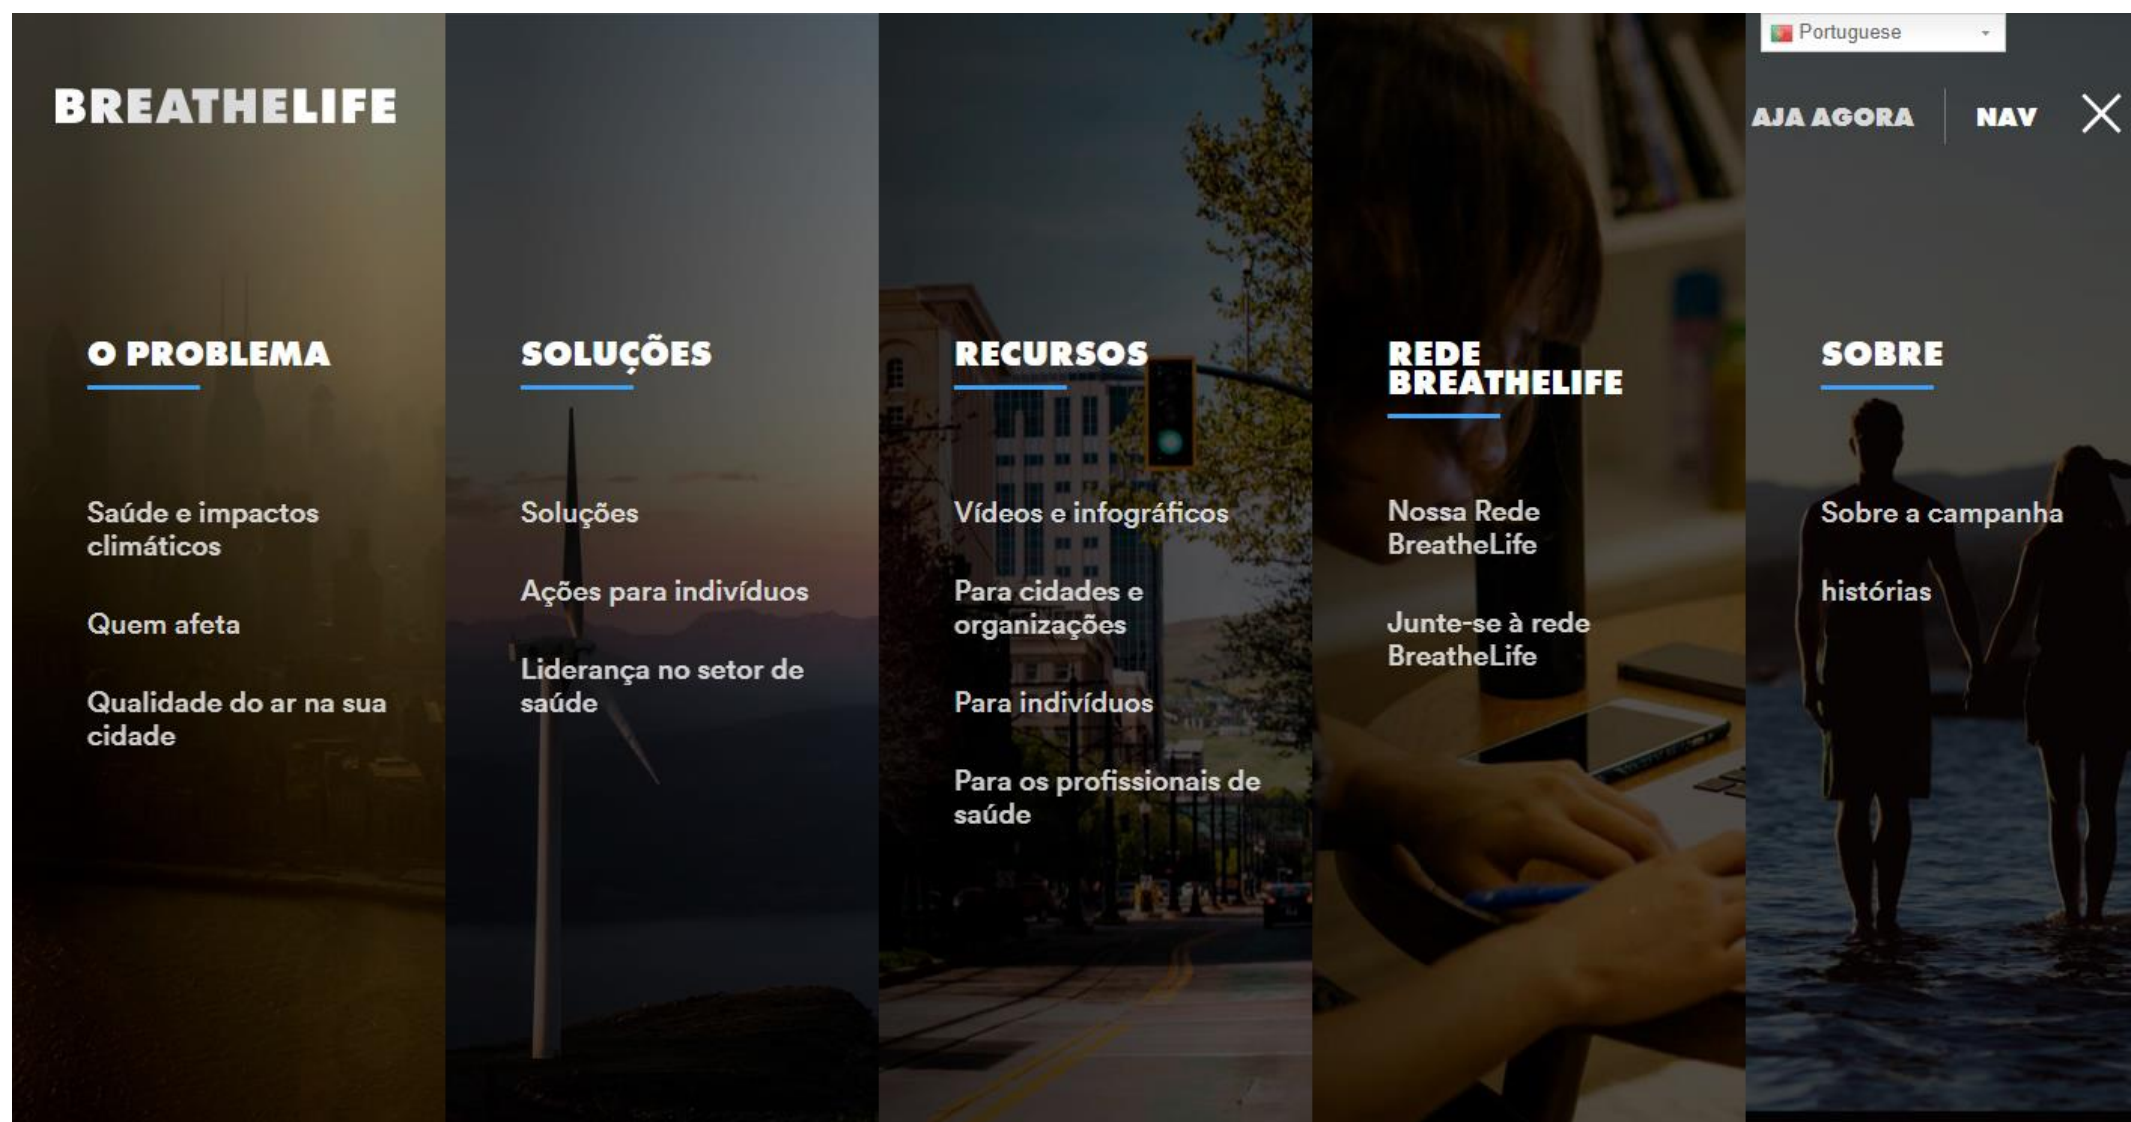 Portuguese
BREATHELIFE
AJA AGORA
NAV
O PROBLEMA
Saúde e impactos
climáticos
Quem afeta
Qualidade do ar na sua
cidade
SOLUÇÕES
Soluções
Ações para indivíduos
Liderança no setor de
saúde
RECURSOS
Vídeos e infográficos
Para cidades e
organizações
Para indivíduos
Para os profissionais de
saúde
REDE
BREATHELIFE
Nossa Rede
BreatheLife
Junte-se à rede
BreatheLife
SOBRE
Sobre a campanha
histórias